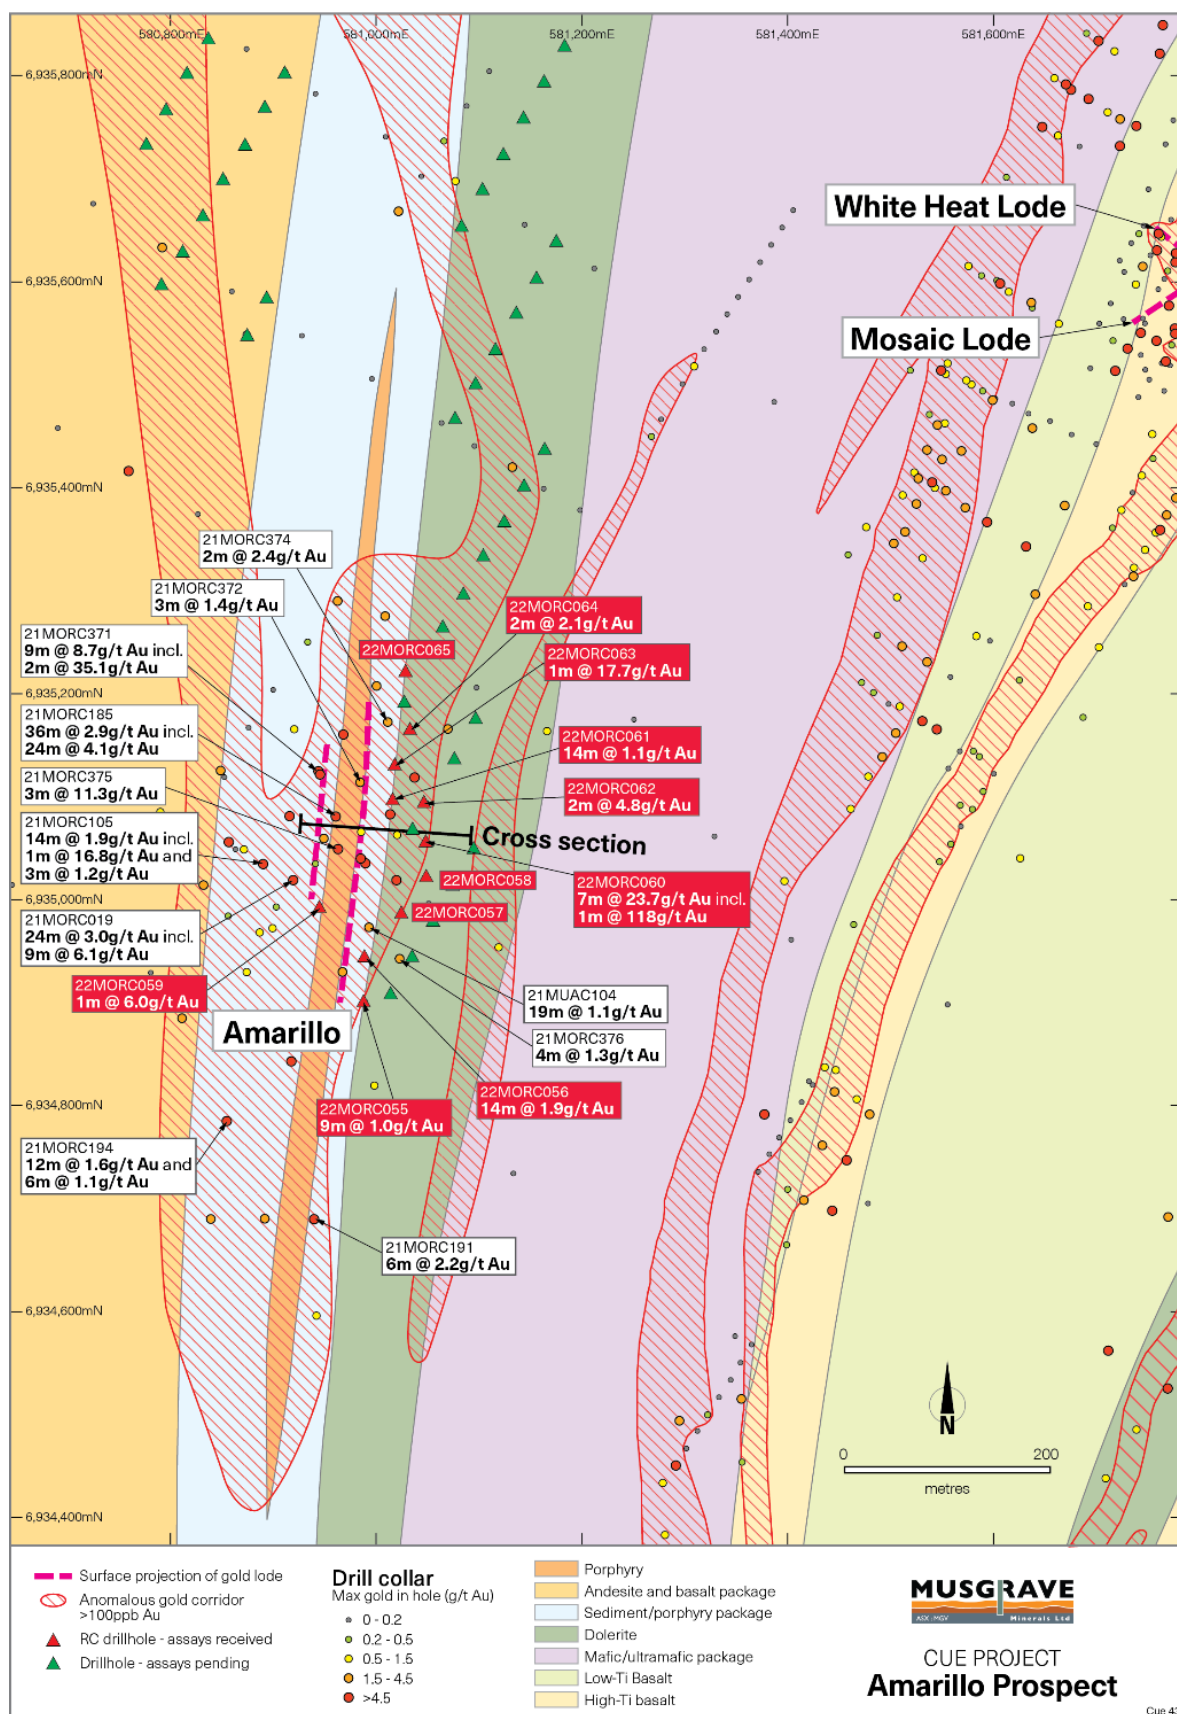 580,800mE
581,000mE
581,200mE
581,400mE
581,600mE
6,935,800mN
White Heat Lode
6,935,600mN
Mosaic Lode
6,935,400mN
21MORC374
2m @ 2.4g/t Au
21MORC372
3m @ 1.4g/t Au
22MORC064
2m @ 2.1g/t Au
21MORC371
9m @ 8.7g/t Au incl.
2m @ 35.1g/t Au
22MORC065
22MORC063
1m @ 17.7g/t Au
6,935,200mN
21MORC185
36m @ 2.9g/t Au incl.
24m @ 4.1g/t Au
22MORC061
14m @ 1.1g/t Au
21MORC375
3m @ 11.3g/t Au
22MORC062
2m @ 4.8g/t Au
21MORC105
14m @ 1.9g/t Au incl.
1m @ 16.8g/t Au and
3m @ 1.2g/t Au
Cross section
22MORC058
22MORC060
7m @ 23.7g/t Au incl.
1m @ 118g/t Au
6,935,000mN
22MORC057
21MORC019
24m @ 3.0g/t Au incl.
9m @ 6.1g/t Au
22MORC059
1m @ 6.0g/t Au
21MUAC104
19m @ 1.1g/t Au
Amarillo
21MORC376
4m @ 1.3g/t Au
22MORC056
14m @ 1.9g/t Au
6,934,800mN
22MORC055
9m @ 1.0g/t Au
21MORC194
12m @ 1.6g/t Au and
6m @ 1.1g/t Au
21MORC191
6m @ 2.2g/t Au
6,934,600mN
N
0
200
metres
6,934,400mN
Surface projection of gold lode
Anomalous gold corridor
>100ppb Au
RC drillhole - assays received
Drillhole - assays pending
Drill collar
Max gold in hole (g/t Au)
0 - 0.2
0.2 - 0.5
0.5 - 1.5
1.5 - 4.5
>4.5
Porphyry
Andesite and basalt package
Sediment/porphyry package
Dolerite
Mafic/ultramafic package
Low-Ti Basalt
High-Ti basalt
MUSGRAVE
ASX : MGV
Minerals Ltd
CUE PROJECT
Amarillo Prospect